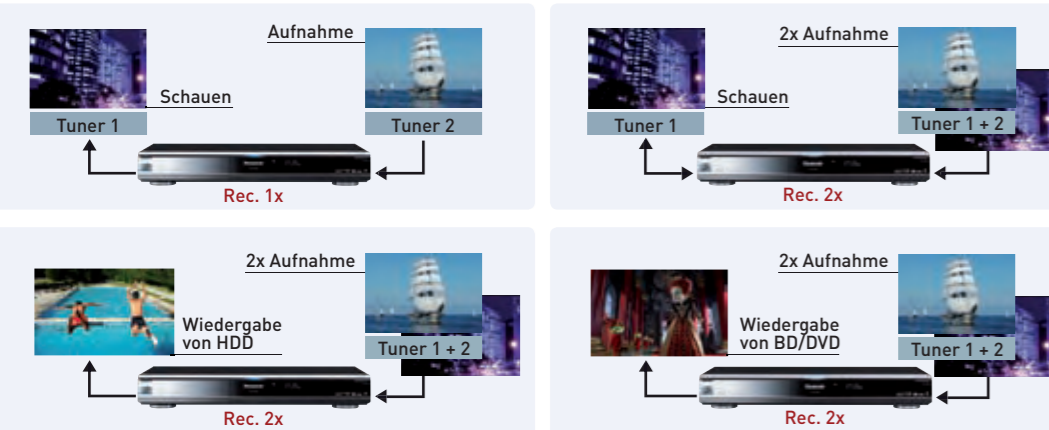 Aufnahme
Schauen
Tuner 1
Tuner 2
Rec. 1x
2x Aufnahme
Schauen
Tuner 1
Tuner 1 + 2
Rec. 2x
2x Aufnahme
Wiedergabe
von HDD
Tuner 1 + 2
Rec. 2x
2x Aufnahme
Wiedergabe
von BD/DVD
Tuner 1 + 2
Rec. 2x